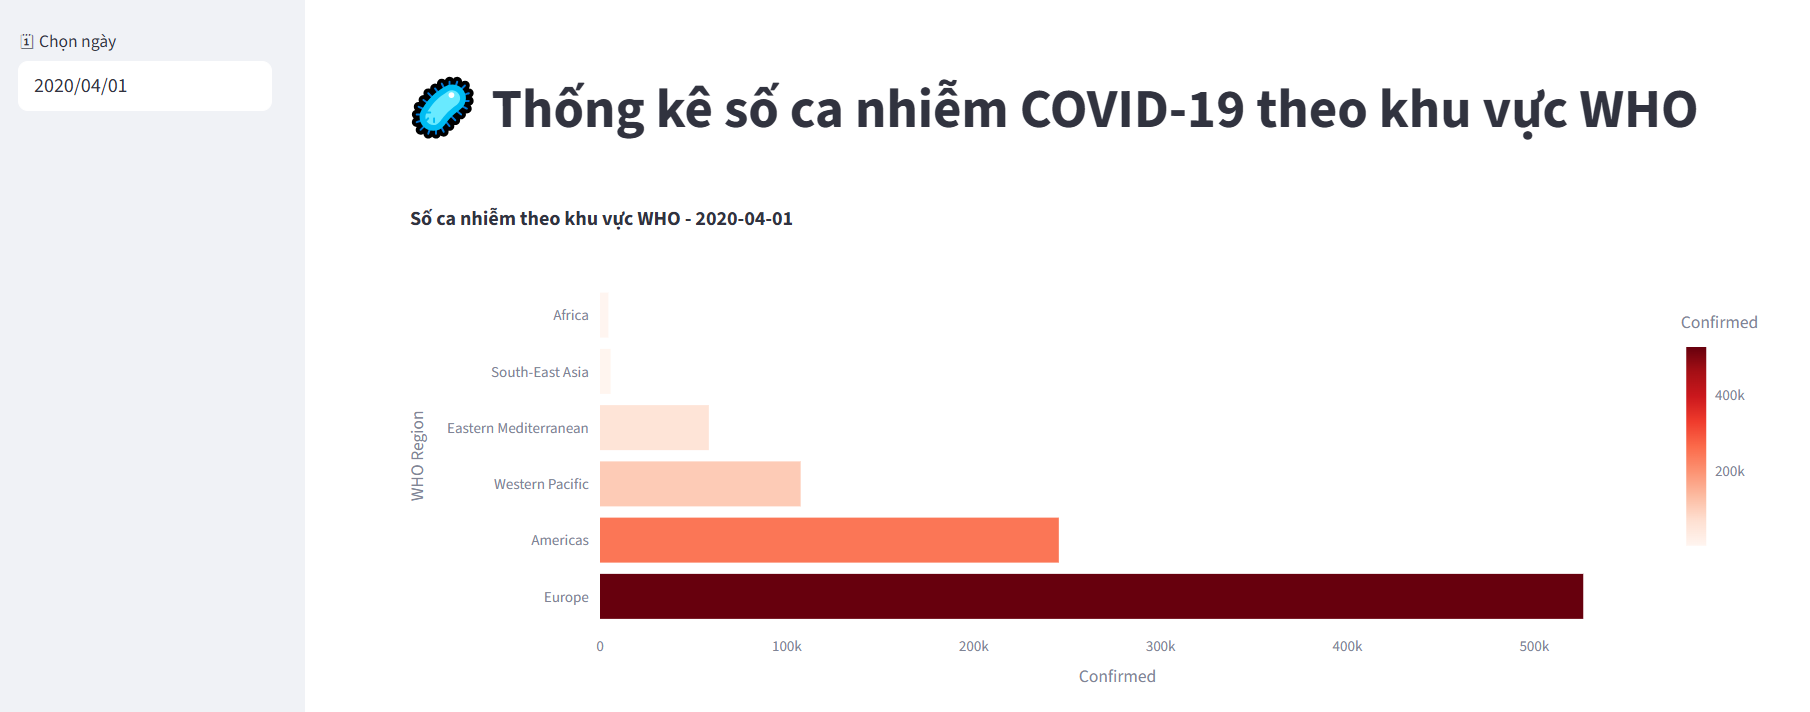 Chọn ngày
2020/04/01
Thống kê số ca nhiễm COVID-19 theo khu vực WHO
Số ca nhiễm theo khu vực WHO - 2020-04-01
WHO Region
Africa
South-East Asia
Eastern Mediterranean
Western Pacific
Americas
Europe
0 100k 200k 300k 400k 500k
Confirmed
Confirmed
400k
200k